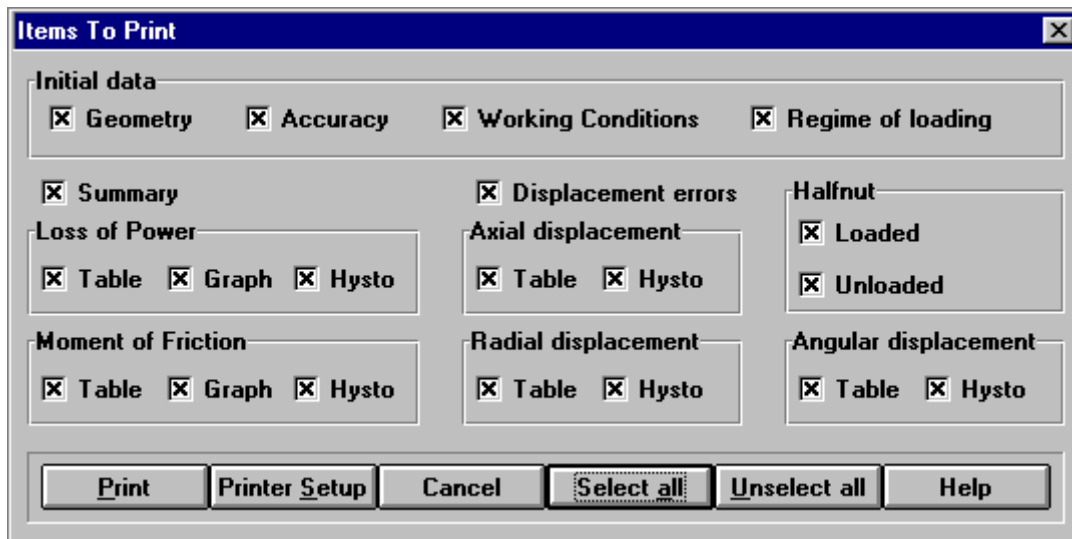 Items To Print
Initial data
Geometry Accuracy Working Conditions Regime of loading
Summary Displacement errors Halfnut
Loss of Power Axial displacement Loaded
Table Graph Hysto Table Hysto Unloaded
Moment of Friction Radial displacement Angular displacement
Table Graph Hysto Table Hysto Table Hysto
Print Printer Setup Cancel Select all Unselect all Help